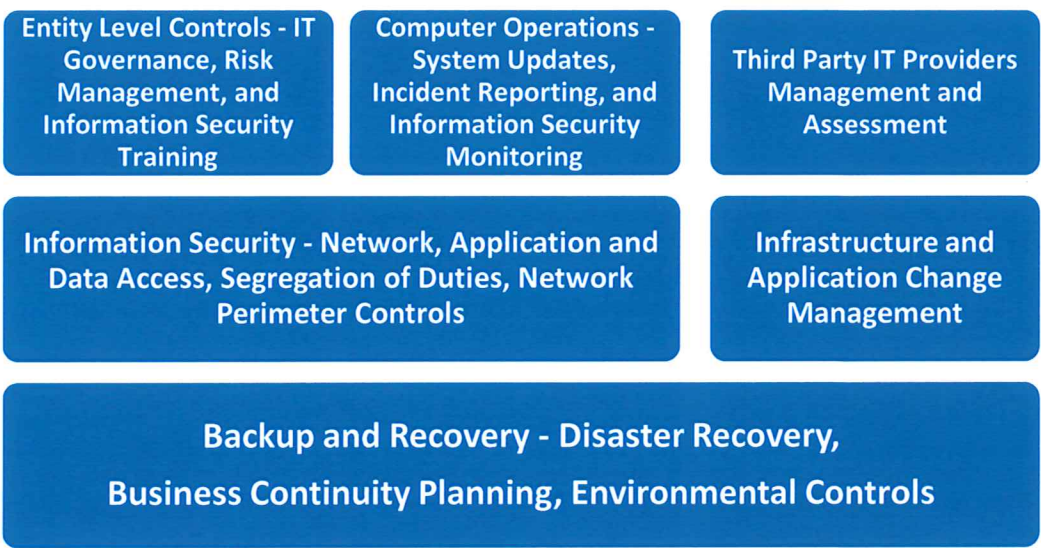 Entity Level Controls - IT
Governance, Risk
Management, and
Information Security
Training
Computer Operations -
System Updates,
Incident Reporting, and
Information Security
Monitoring
Third Party IT Providers
Management and
Assessment
Information Security - Network, Application and
Data Access, Segregation of Duties, Network
Perimeter Controls
Infrastructure and
Application Change
Management
Backup and Recovery - Disaster Recovery,
Business Continuity Planning, Environmental Controls